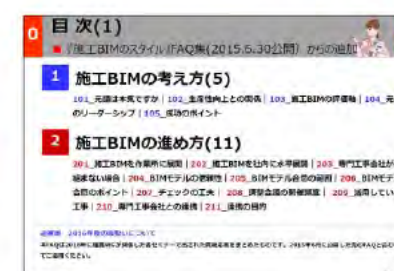 0 目 次(1)
■ 『施工BIMのスタイル』FAQ集(2015.6.30公開) からの追加
1 施工BIMの考え方(5)
101_元請は本気ですか | 102_生産性向上との関係 | 103_施工BIMの評価軸 | 104_元
のリーダーシップ | 105_成功のポイント
2 施工BIMの進め方(11)
201_施工BIMを作業所に展開 | 202_施工BIMを社内に水平展開 | 203_専門工事会社が
組まない場合 | 204_BIMモデルの信頼性 | 205_BIMモデル合意の範囲 | 206_BIMモデ
合意のポイント | 207_チェックの工夫 | 208_調整会議の開催頻度 | 209_活用してい
工事 | 210_専門工事会社との連携 | 211_連携の目的